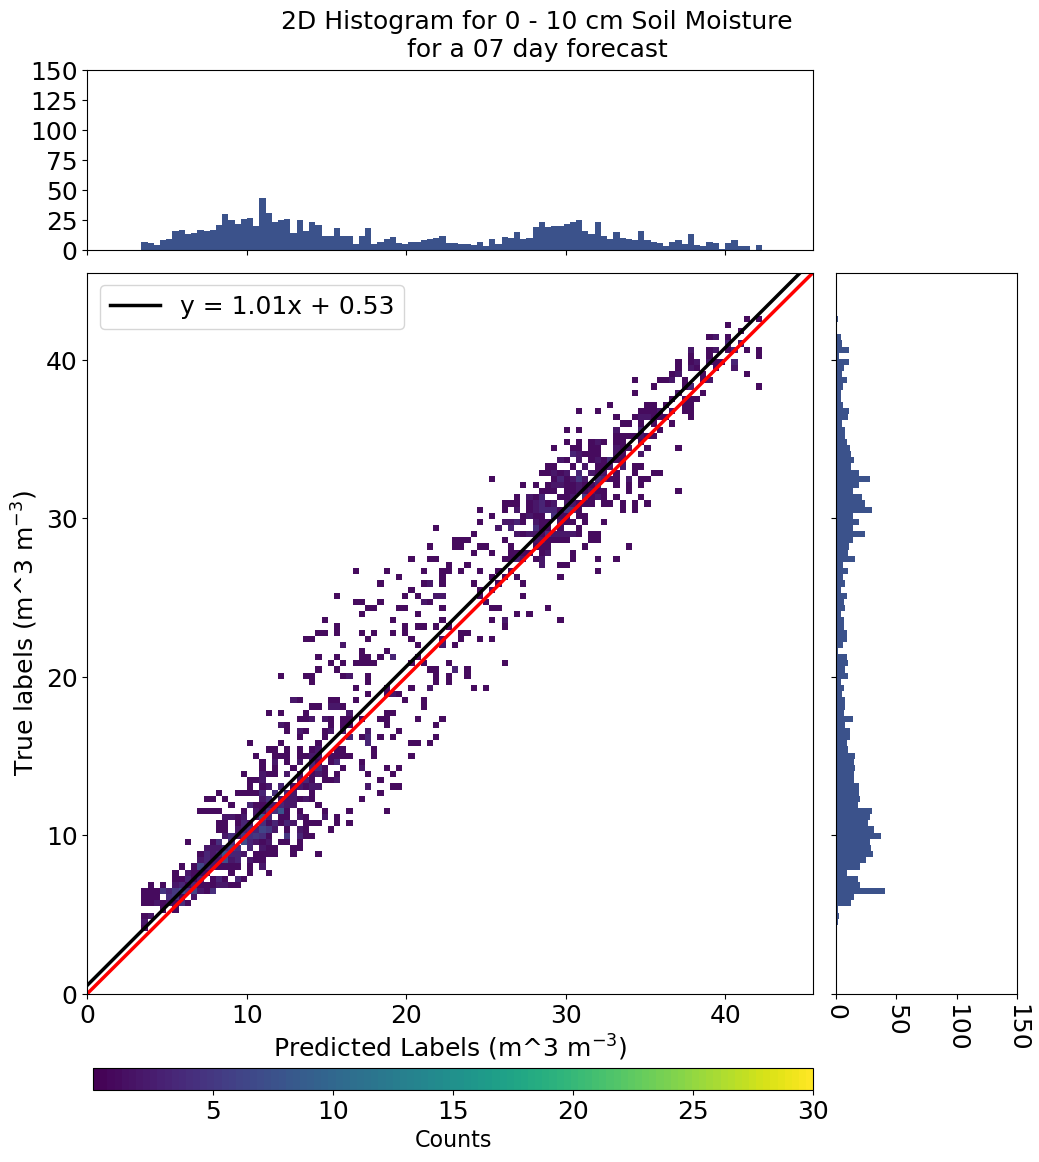 2D Histogram for 0 - 10 cm Soil Moisture
for a 07 day forecast
150
125
100
75
50
25
0
y = 1.01x + 0.53
40
30
20
10
0
True labels (m^3 m⁻³)
0 10 20 30 40
Predicted Labels (m^3 m⁻³)
0 50 100 150
5 10 15 20 25 30
Counts